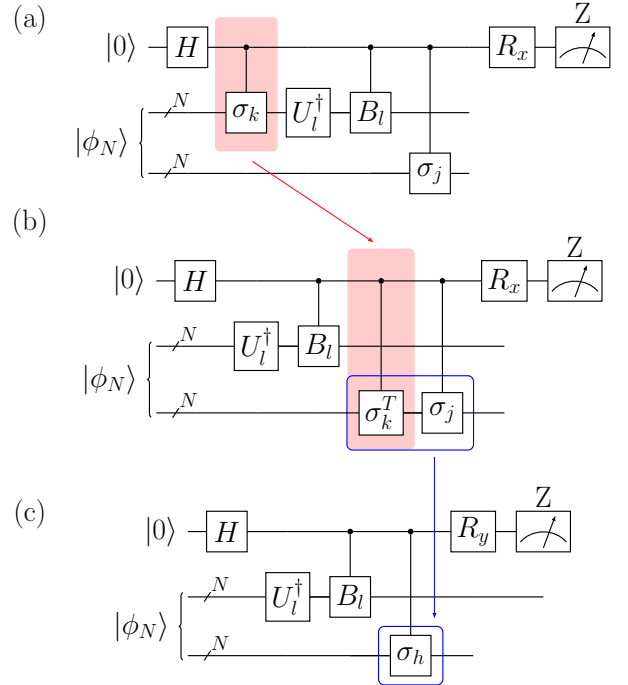 (a)
Z
|0⟩ H R_x
N
σ_k U_l^† B_l
|ϕ_N⟩
N
σ_j
(b)
Z
|0⟩ H R_x
N
U_l^† B_l
|ϕ_N⟩
N
σ_k^T σ_j
(c)
Z
|0⟩ H R_y
N
U_l^† B_l
|ϕ_N⟩
N
σ_h